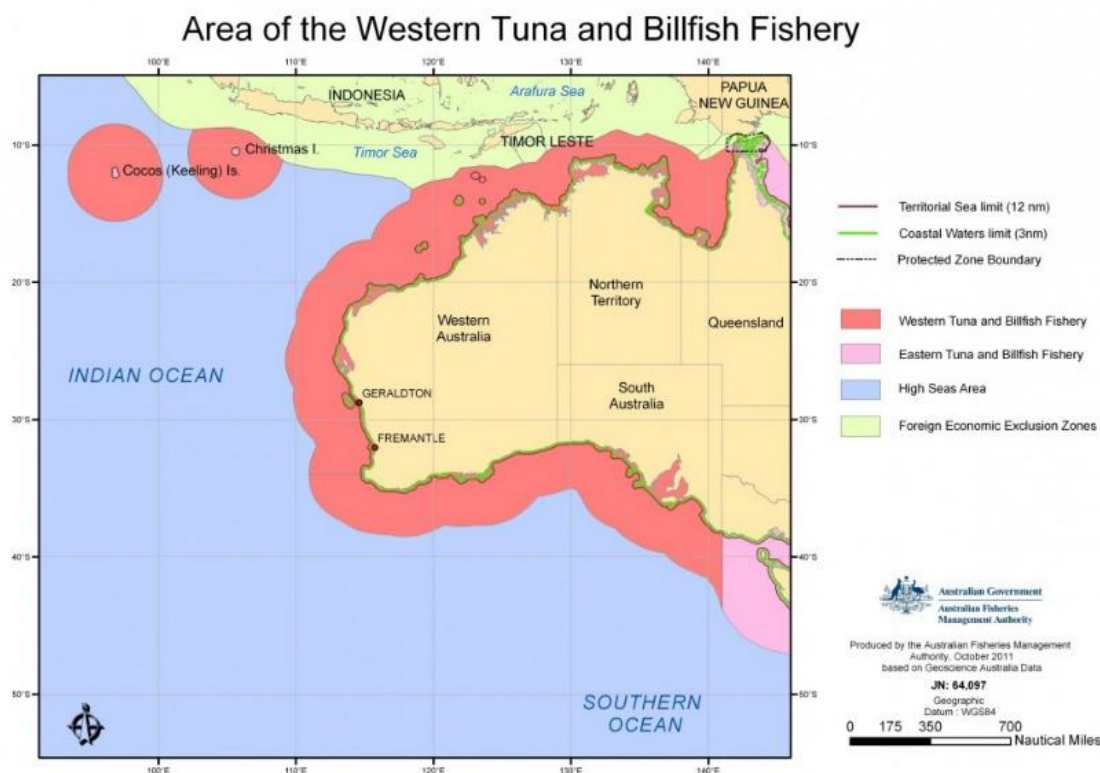 Area of the Western Tuna and Billfish Fishery
100°E 110°E 120°E 130°E 140°E
INDONESIA
Arafura Sea
PAPUA
NEW GUINEA
10°S
10°S
Christmas I.
Timor Sea
TIMOR LESTE
Cocos (Keeling) Is.
20°S
20°S
Northern
Territory
Western
Australia
Queensland
INDIAN OCEAN
South
Australia
GERALDTON
30°S
30°S
FREMANTLE
40°S
40°S
50°S
50°S
SOUTHERN
OCEAN
100°E 110°E 120°E 130°E 140°E
Territorial Sea limit (12 nm)
Coastal Waters limit (3nm)
Protected Zone Boundary
Western Tuna and Billfish Fishery
Eastern Tuna and Billfish Fishery
High Seas Area
Foreign Economic Exclusion Zones
Australian Government
Australian Fisheries
Management Authority
Produced by the Australian Fisheries Management
Authority, October 2011
based on Geoscience Australia Data
JN: 64,097
Geographic
Datum : WGS84
0 175 350 700
Nautical Miles